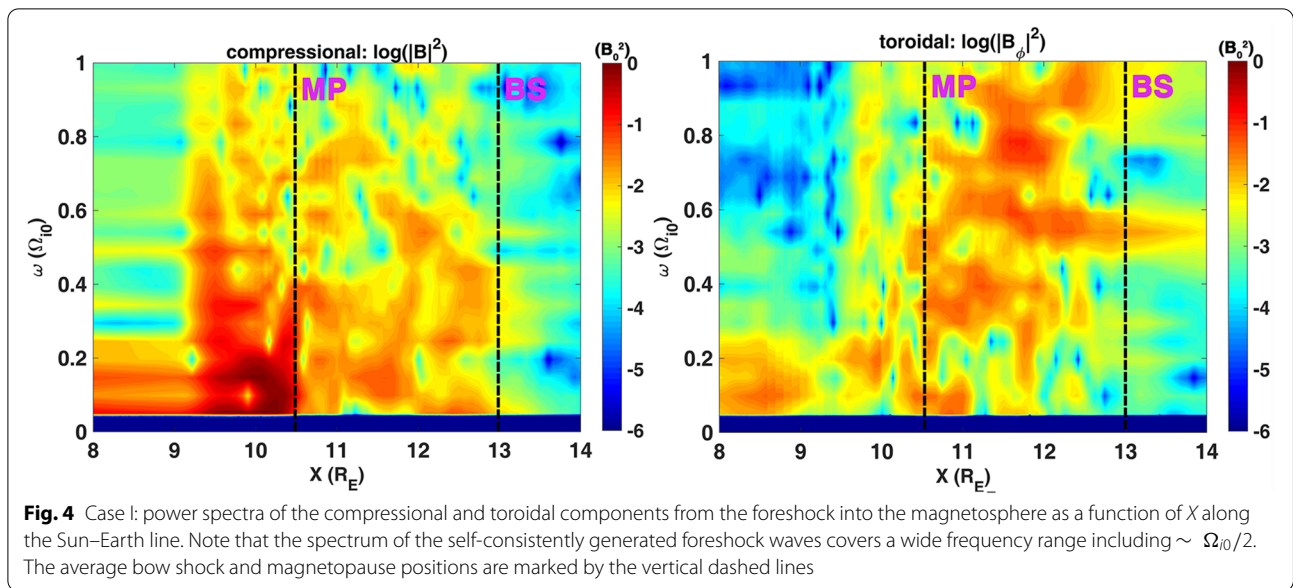 compressional: log(|B|²)
(B₀²)
1
0.8
0.6
0.4
0.2
0
ω (Ω_i0)
8
9
10
11
12
13
14
X (R_E)
MP
BS
0
-1
-2
-3
-4
-5
-6
toroidal: log(|B_ϕ|²)
(B₀²)
1
0.8
0.6
0.4
0.2
0
ω (Ω_i0)
8
9
10
11
12
13
14
X (R_E)_
MP
BS
0
-1
-2
-3
-4
-5
-6
Fig. 4 Case I: power spectra of the compressional and toroidal components from the foreshock into the magnetosphere as a function of X along
the Sun–Earth line. Note that the spectrum of the self-consistently generated foreshock waves covers a wide frequency range including ~ Ω_i0/2.
The average bow shock and magnetopause positions are marked by the vertical dashed lines